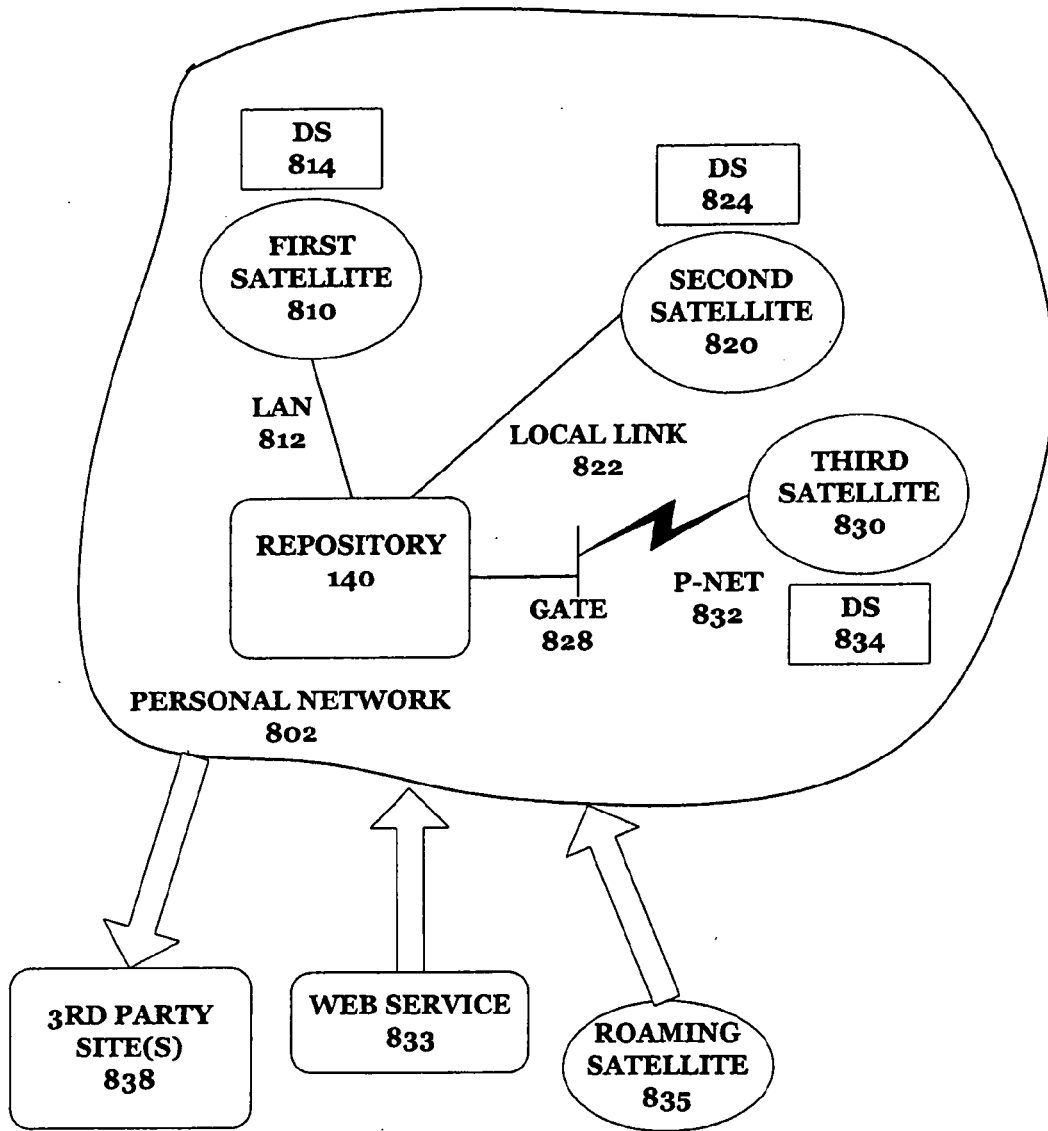 DS
814
DS
824
FIRST
SATELLITE
810
SECOND
SATELLITE
820
LAN
812
LOCAL LINK
822
THIRD
SATELLITE
830
REPOSITORY
140
P-NET
832
GATE
828
DS
834
PERSONAL NETWORK
802
3RD PARTY
SITE(S)
838
WEB SERVICE
833
ROAMING
SATELLITE
835